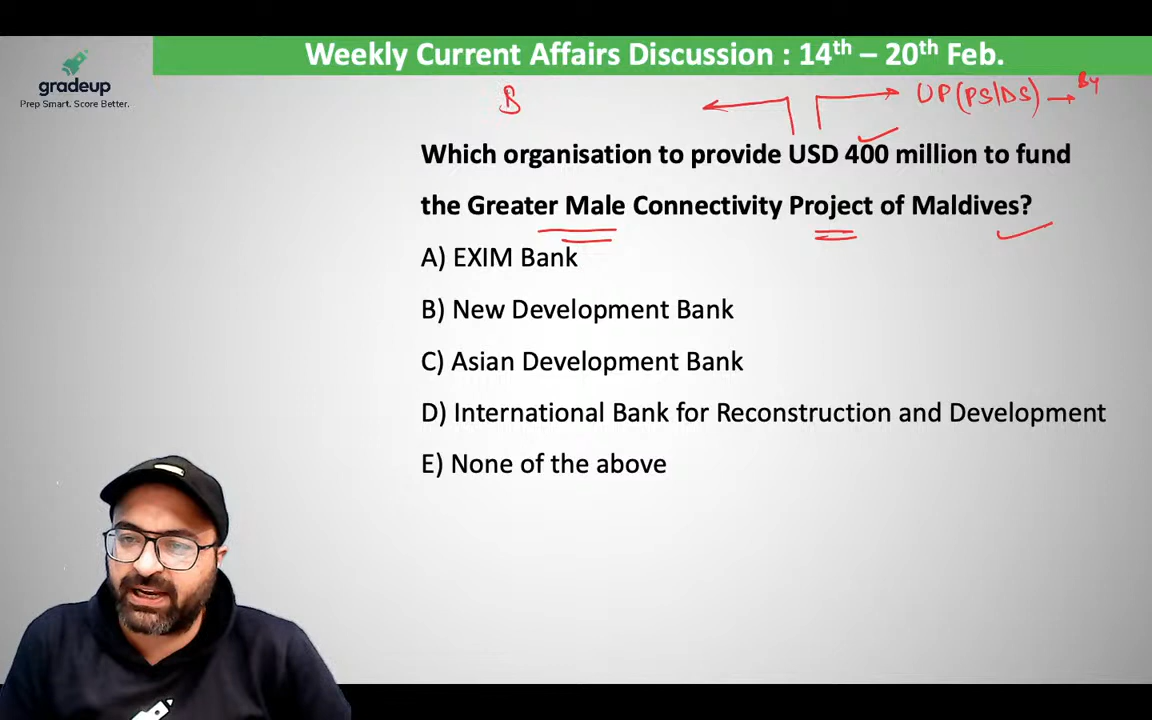 Weekly Current Affairs Discussion : 14th – 20th Feb.
gradeup
Prep Smart. Score Better.
B
UP(PS/DS) → By
Which organisation to provide USD 400 million to fund
the Greater Male Connectivity Project of Maldives?
A) EXIM Bank
B) New Development Bank
C) Asian Development Bank
D) International Bank for Reconstruction and Development
E) None of the above